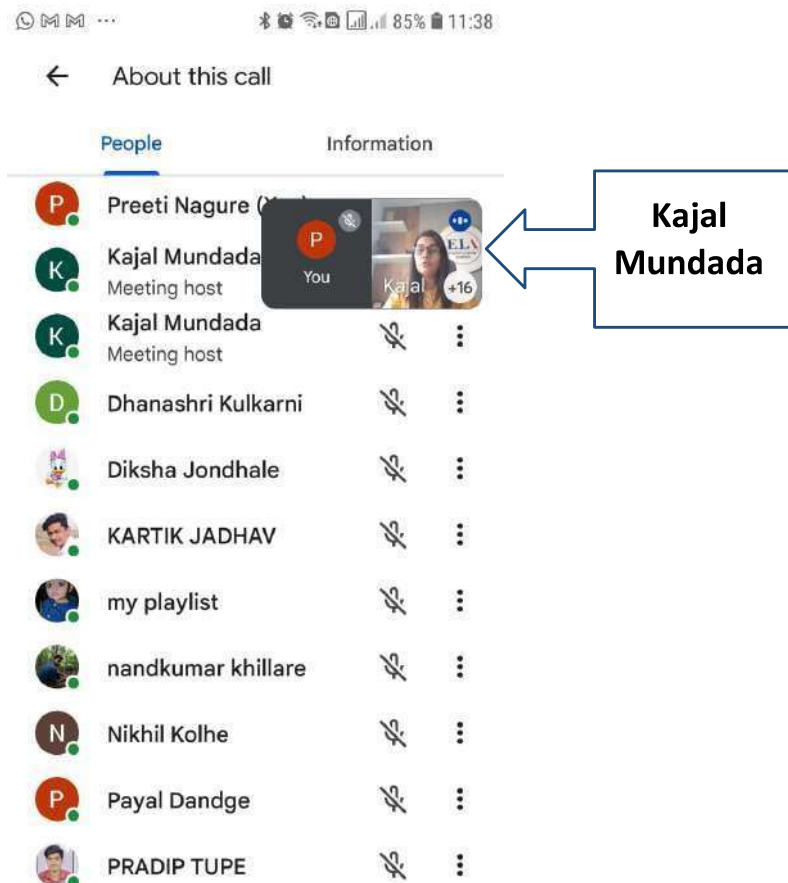 85% 11:38
About this call
People Information
P Preeti Nagure (
P You Kajal ELA +16
K Kajal Mundada
Meeting host
K Kajal Mundada
Meeting host
D Dhanashri Kulkarni
Diksha Jondhale
KARTIK JADHAV
my playlist
nandkumar khillare
N Nikhil Kolhe
P Payal Dandge
PRADIP TUPE
Kajal
Mundada